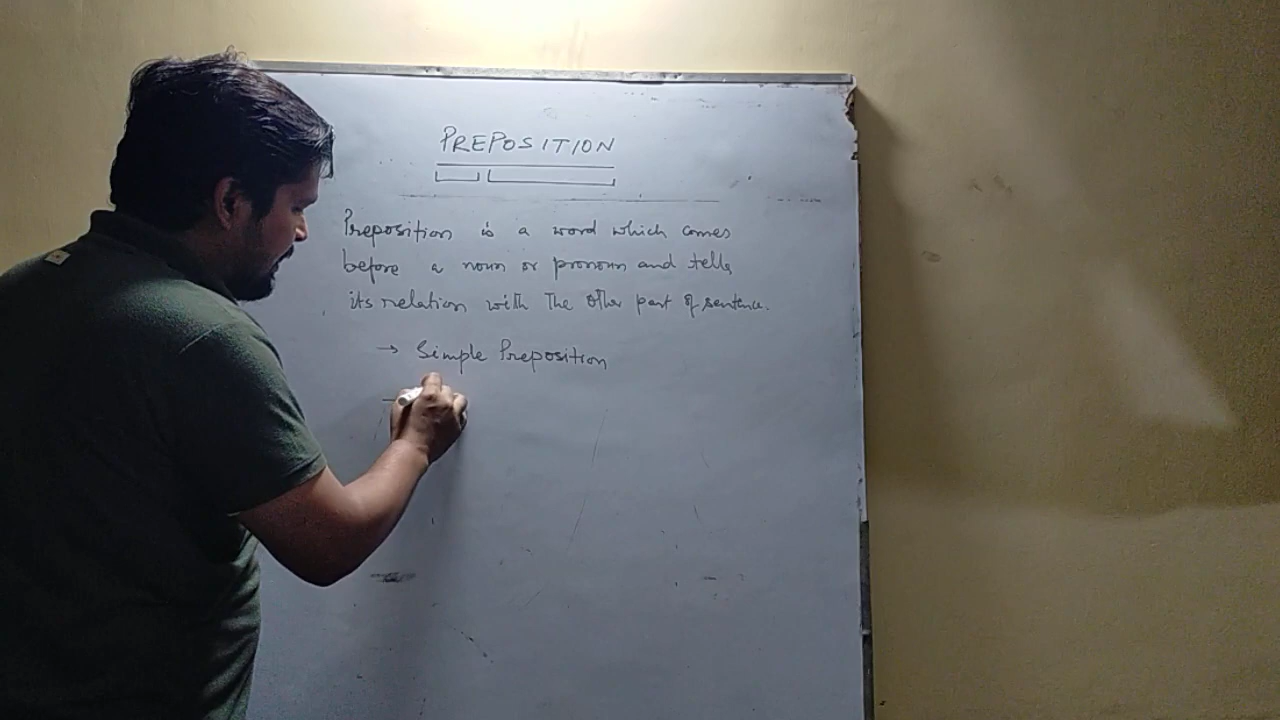 PREPOSITION
Preposition is a word which comes
before a noun or pronoun and tells
its relation with the other part of sentence.
→ Simple Preposition